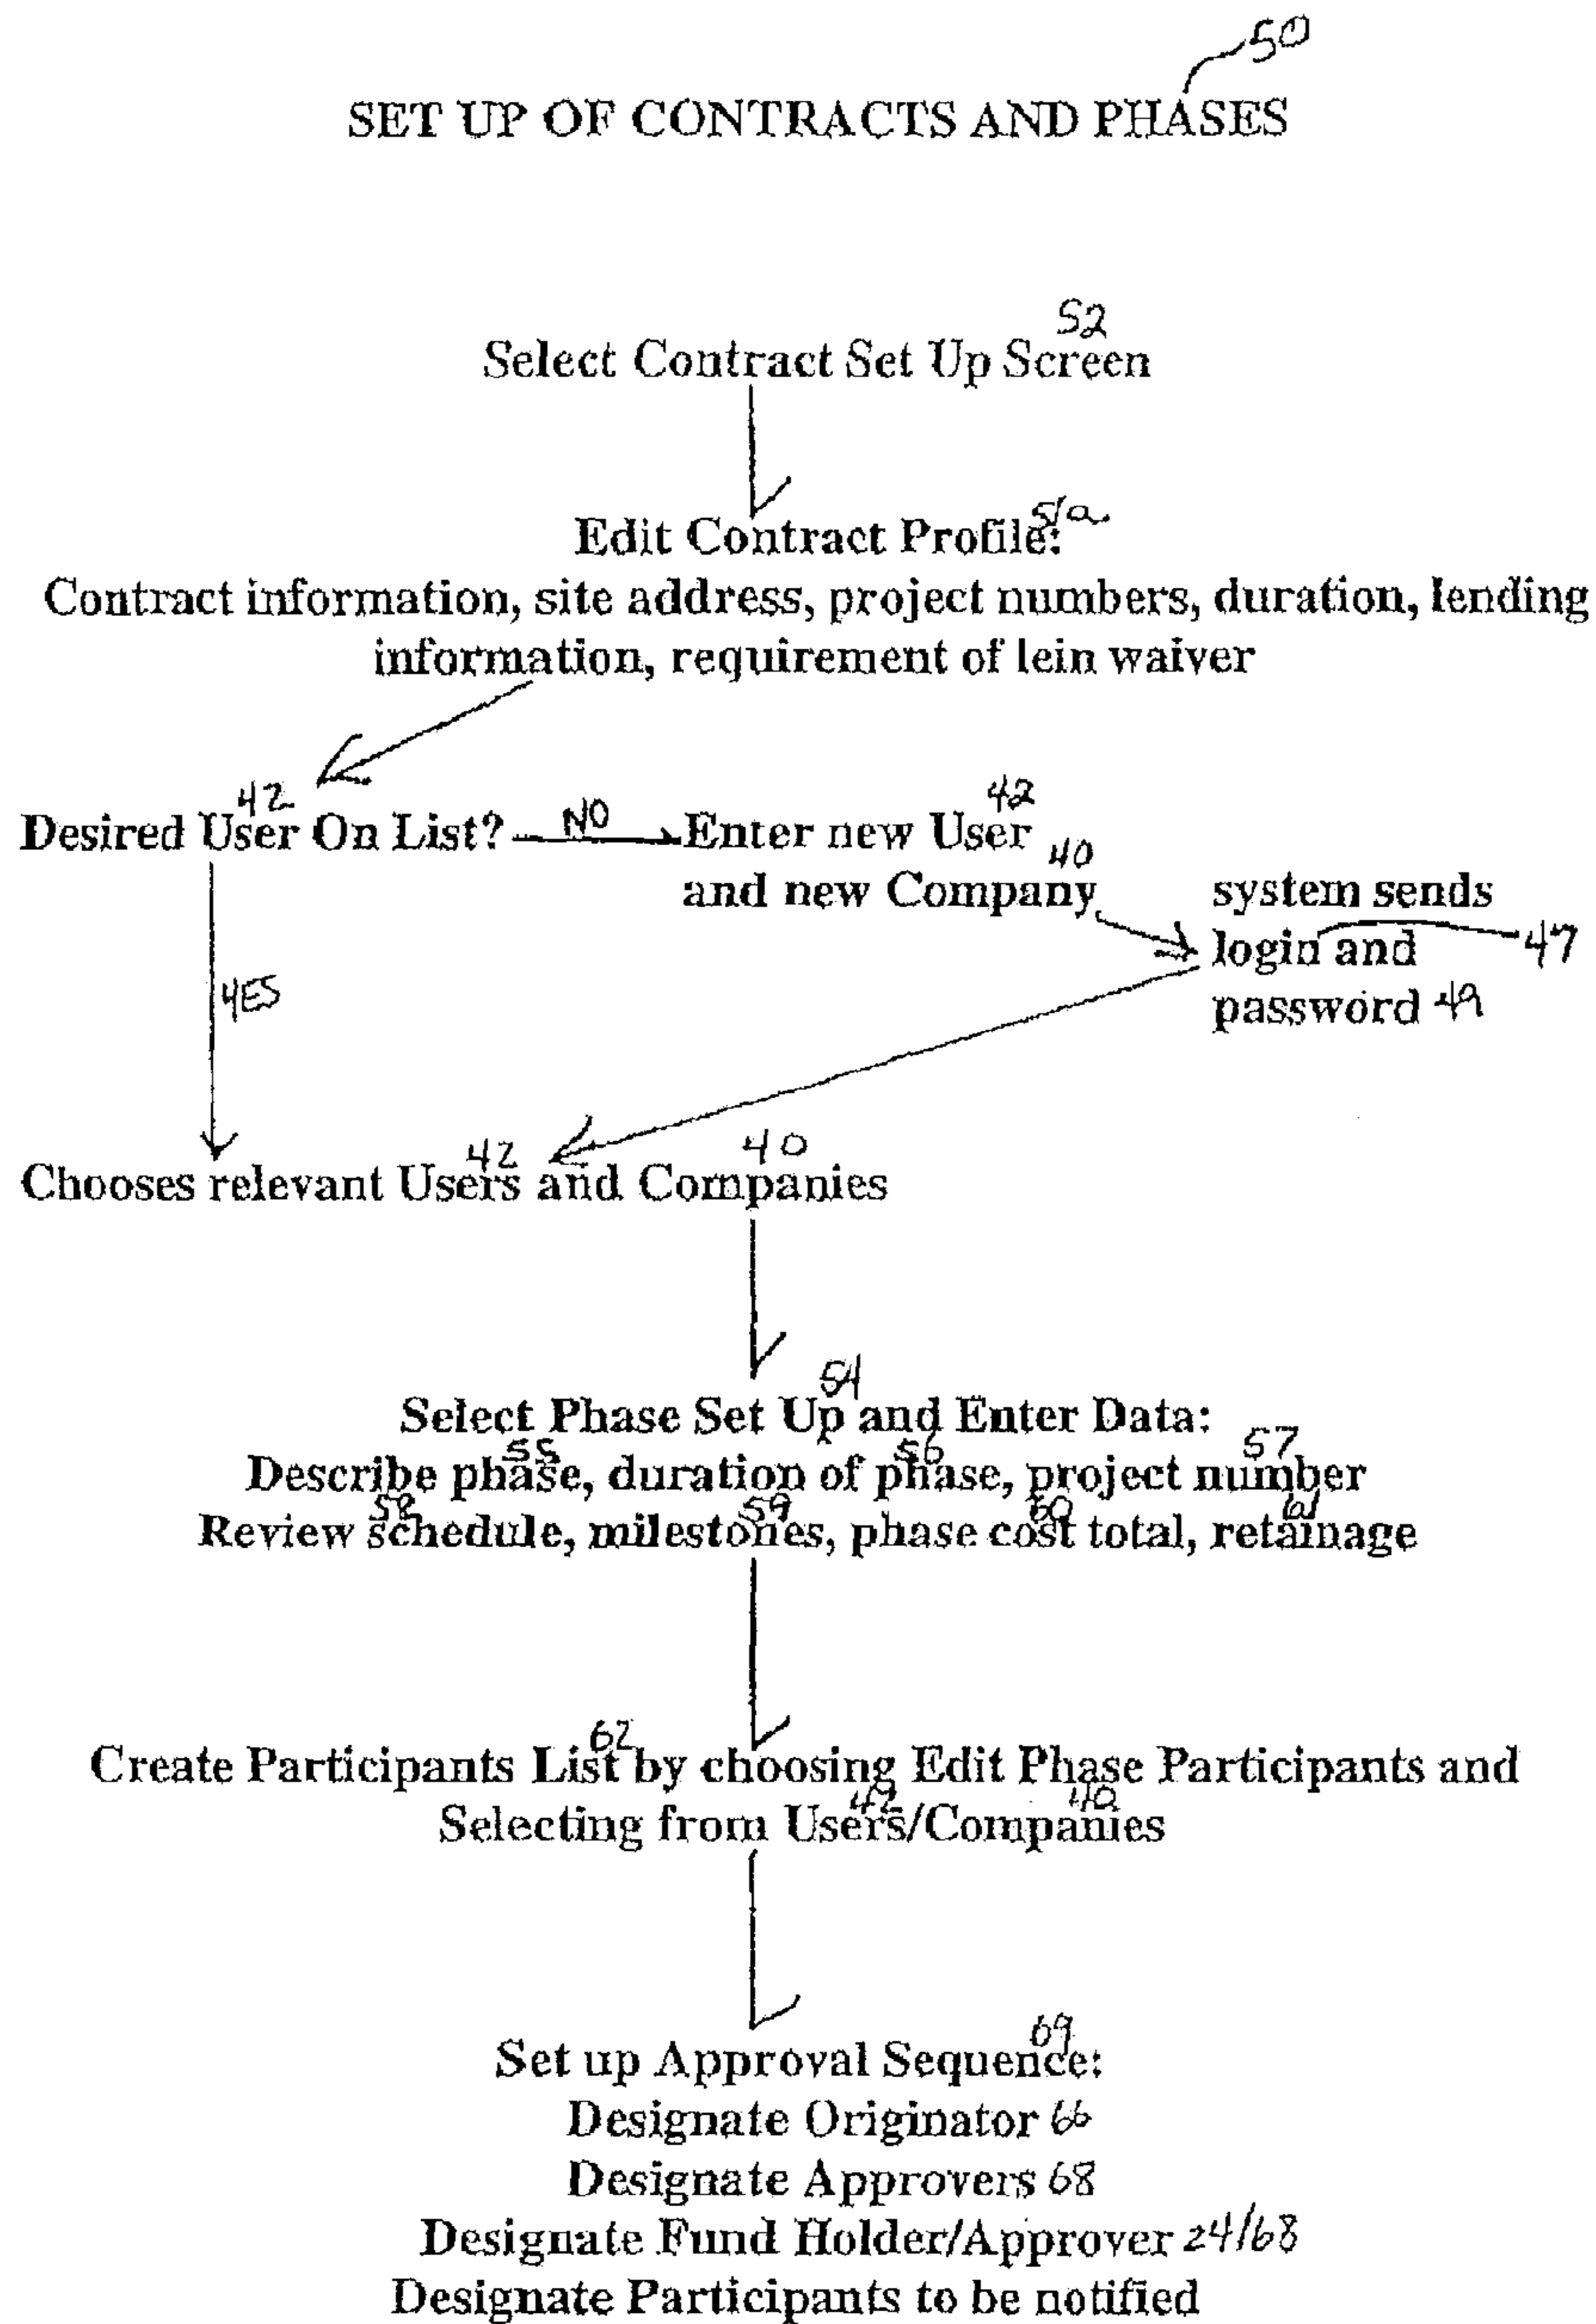 50
SET UP OF CONTRACTS AND PHASES
52
Select Contract Set Up Screen
51a
Edit Contract Profile:
Contract information, site address, project numbers, duration, lending
information, requirement of lein waiver
42 42
Desired User On List? NO Enter new User
40
and new Company system sends
login and 47
YES password 49
42 40
Chooses relevant Users and Companies
54
Select Phase Set Up and Enter Data:
55 56 57
Describe phase, duration of phase, project number
58 59 60 61
Review schedule, milestones, phase cost total, retainage
62
Create Participants List by choosing Edit Phase Participants and
42 40
Selecting from Users/Companies
69
Set up Approval Sequence:
Designate Originator 66
Designate Approvers 68
Designate Fund Holder/Approver 24/68
Designate Participants to be notified